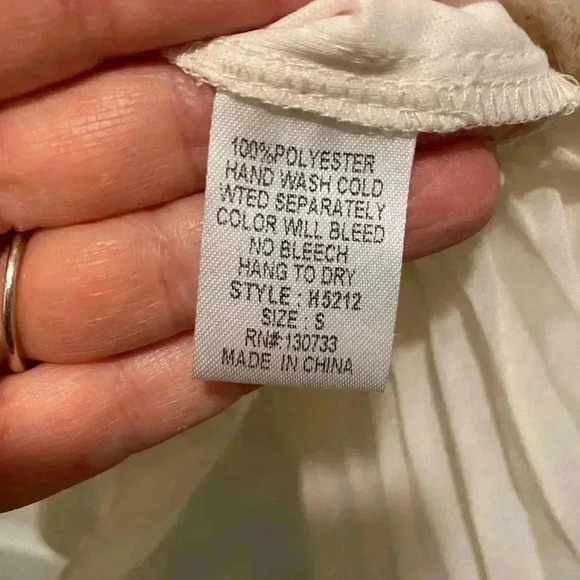 100%POLYESTER
HAND WASH COLD
WTED SEPARATELY
COLOR WILL BLEED
NO BLEECH
HANG TO DRY
STYLE : H5212
SIZE : S
RN#:130733
MADE IN CHINA